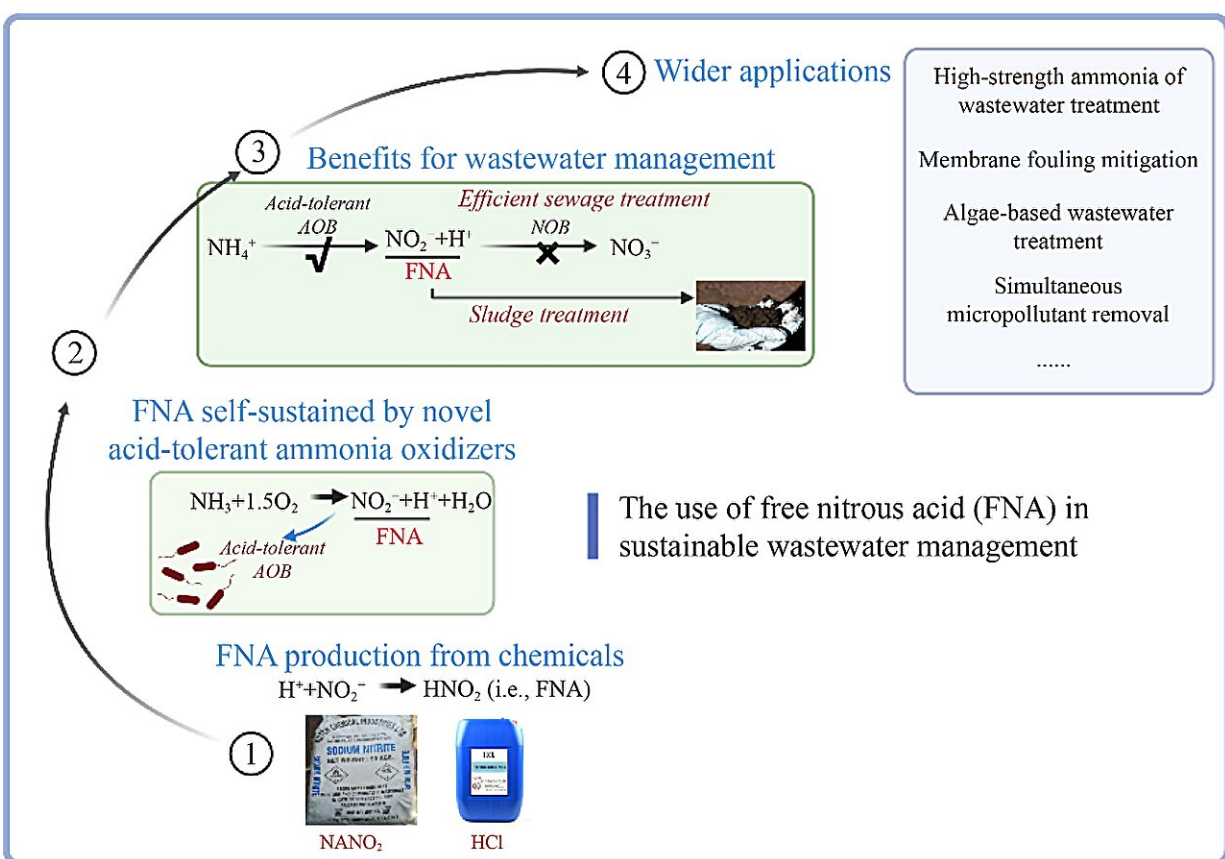 ④ Wider applications
High-strength ammonia of
wastewater treatment
Membrane fouling mitigation
Algae-based wastewater
treatment
Simultaneous
micropollutant removal
......
③
Benefits for wastewater management
Acid-tolerant
AOB
Efficient sewage treatment
NOB
NH₄⁺
NO₂⁻+H⁺
NO₃⁻
FNA
Sludge treatment
②
FNA self-sustained by novel
acid-tolerant ammonia oxidizers
NH₃+1.5O₂
NO₂⁻+H⁺+H₂O
FNA
Acid-tolerant
AOB
The use of free nitrous acid (FNA) in
sustainable wastewater management
FNA production from chemicals
H⁺+NO₂⁻ → HNO₂ (i.e., FNA)
①
CHEMICAL INDUSTRIES
SODIUM NITRITE
HCL
NANO₂
HCl